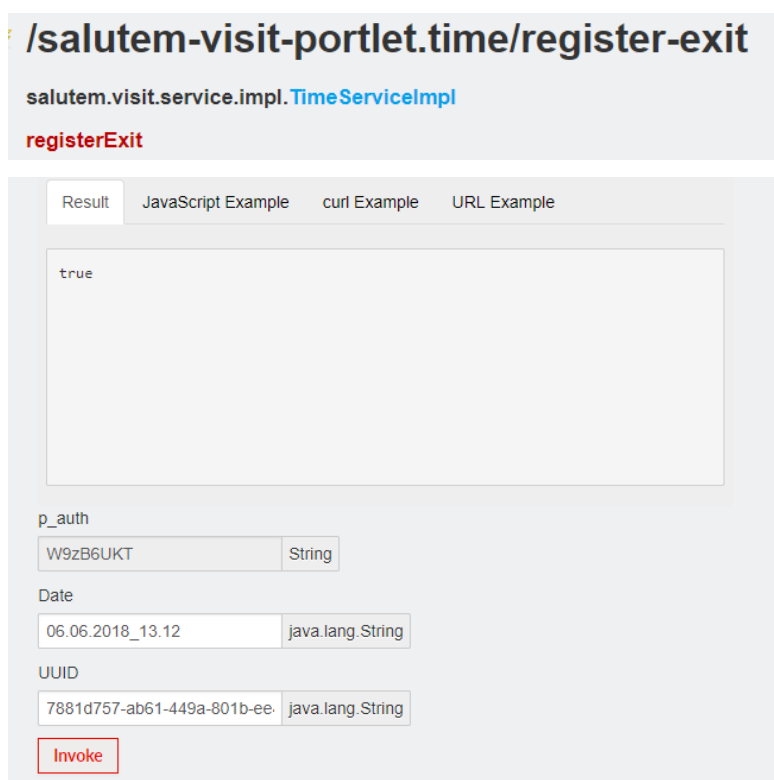 /salutem-visit-portlet.time/register-exit
salutem.visit.service.impl.TimeServiceImpl
registerExit
Result JavaScript Example curl Example URL Example
true
p_auth
W9zB6UKT String
Date
06.06.2018_13.12 java.lang.String
UUID
7881d757-ab61-449a-801b-ee java.lang.String
Invoke